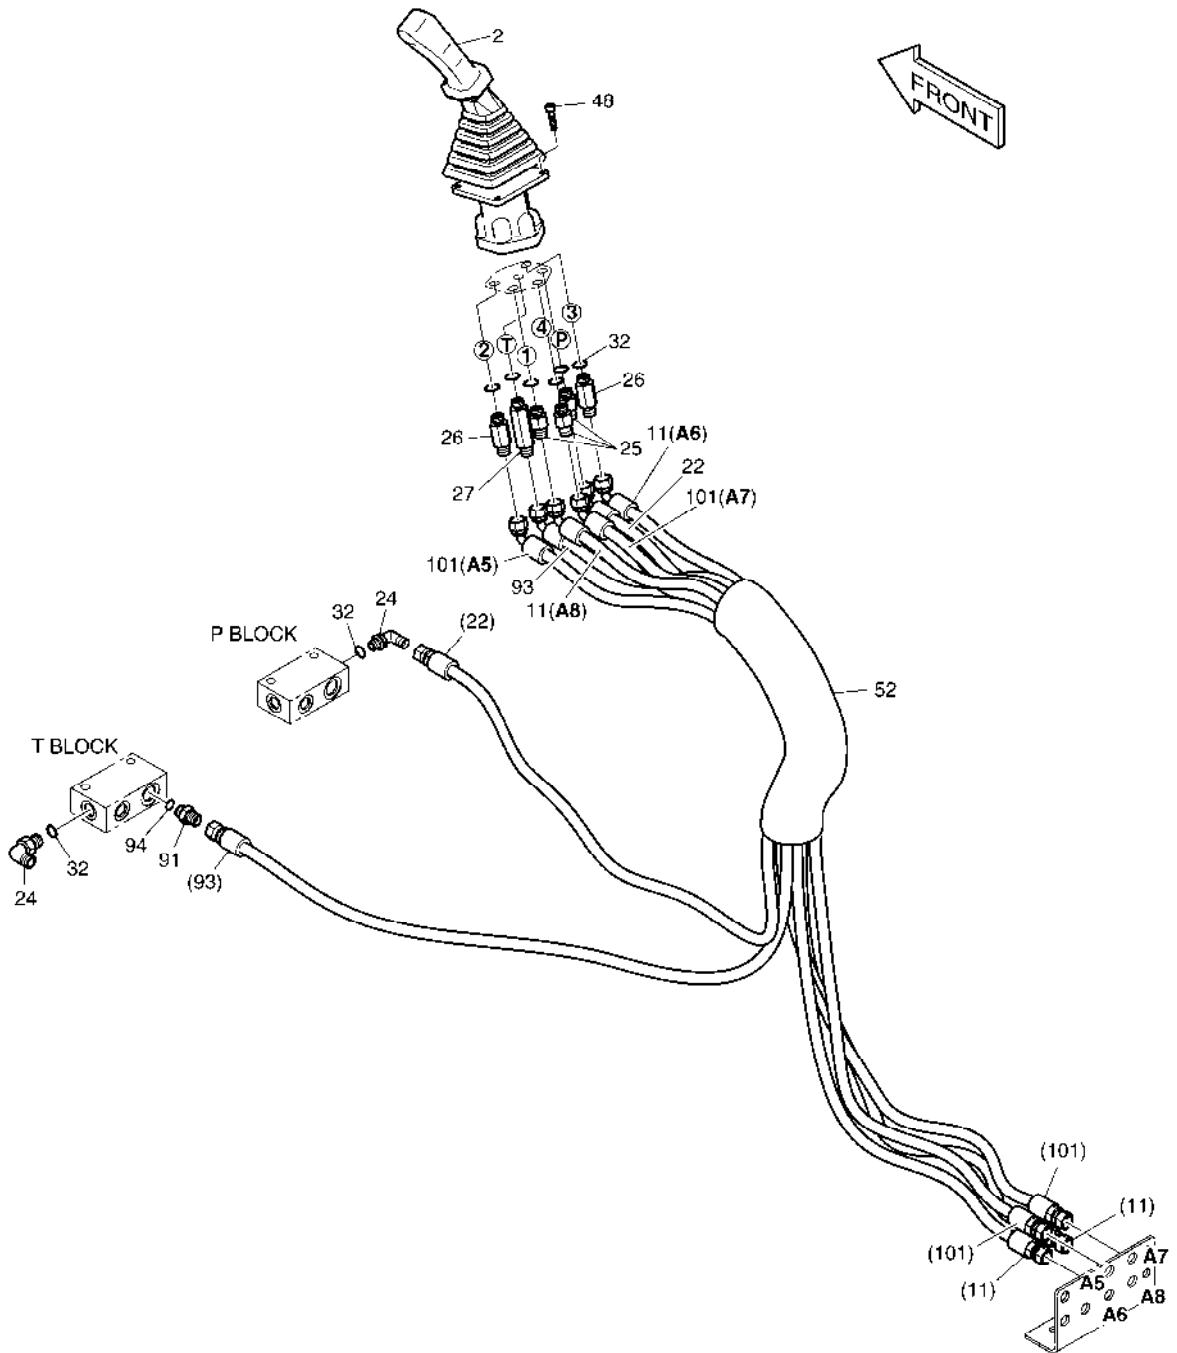 2
48
FRONT
3
4
2
T
P
1
32
26
26
25
11(A6)
27
22
101(A7)
101(A5)
93
11(A8)
24
32
(22)
P BLOCK
52
T BLOCK
94
91
32
(93)
24
(101)
(11)
(101)
A7
(11)
A5
A8
A6